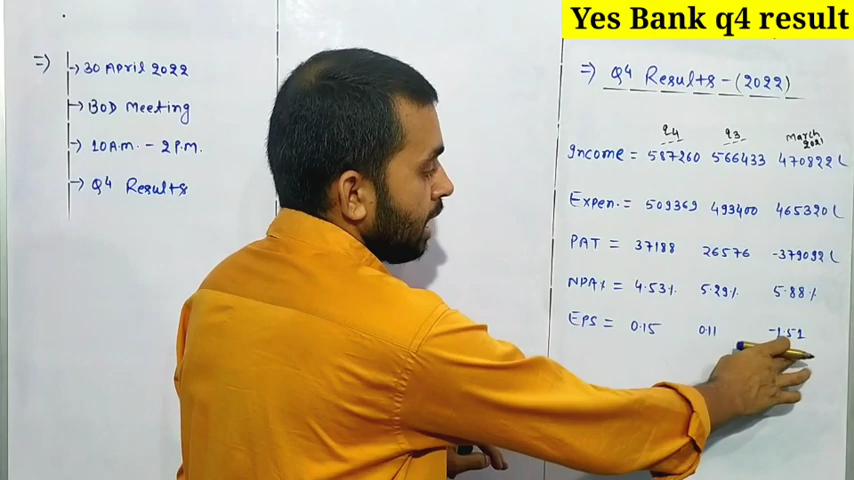 Yes Bank q4 result
=> -> 30 April 2022
-> BOD Meeting
-> 10A.M. - 2 P.M.
-> Q4 Results
=> Q4 Results - (2022)
Q4 Q3 March 2021
Income = 587260 566433 470822 L
Expen. = 509369 493400 465320 L
PAT = 37188 26576 -379092 L
NPA% = 4.53% 5.29% 5.88%
EPS = 0.15 0.11 -1.51